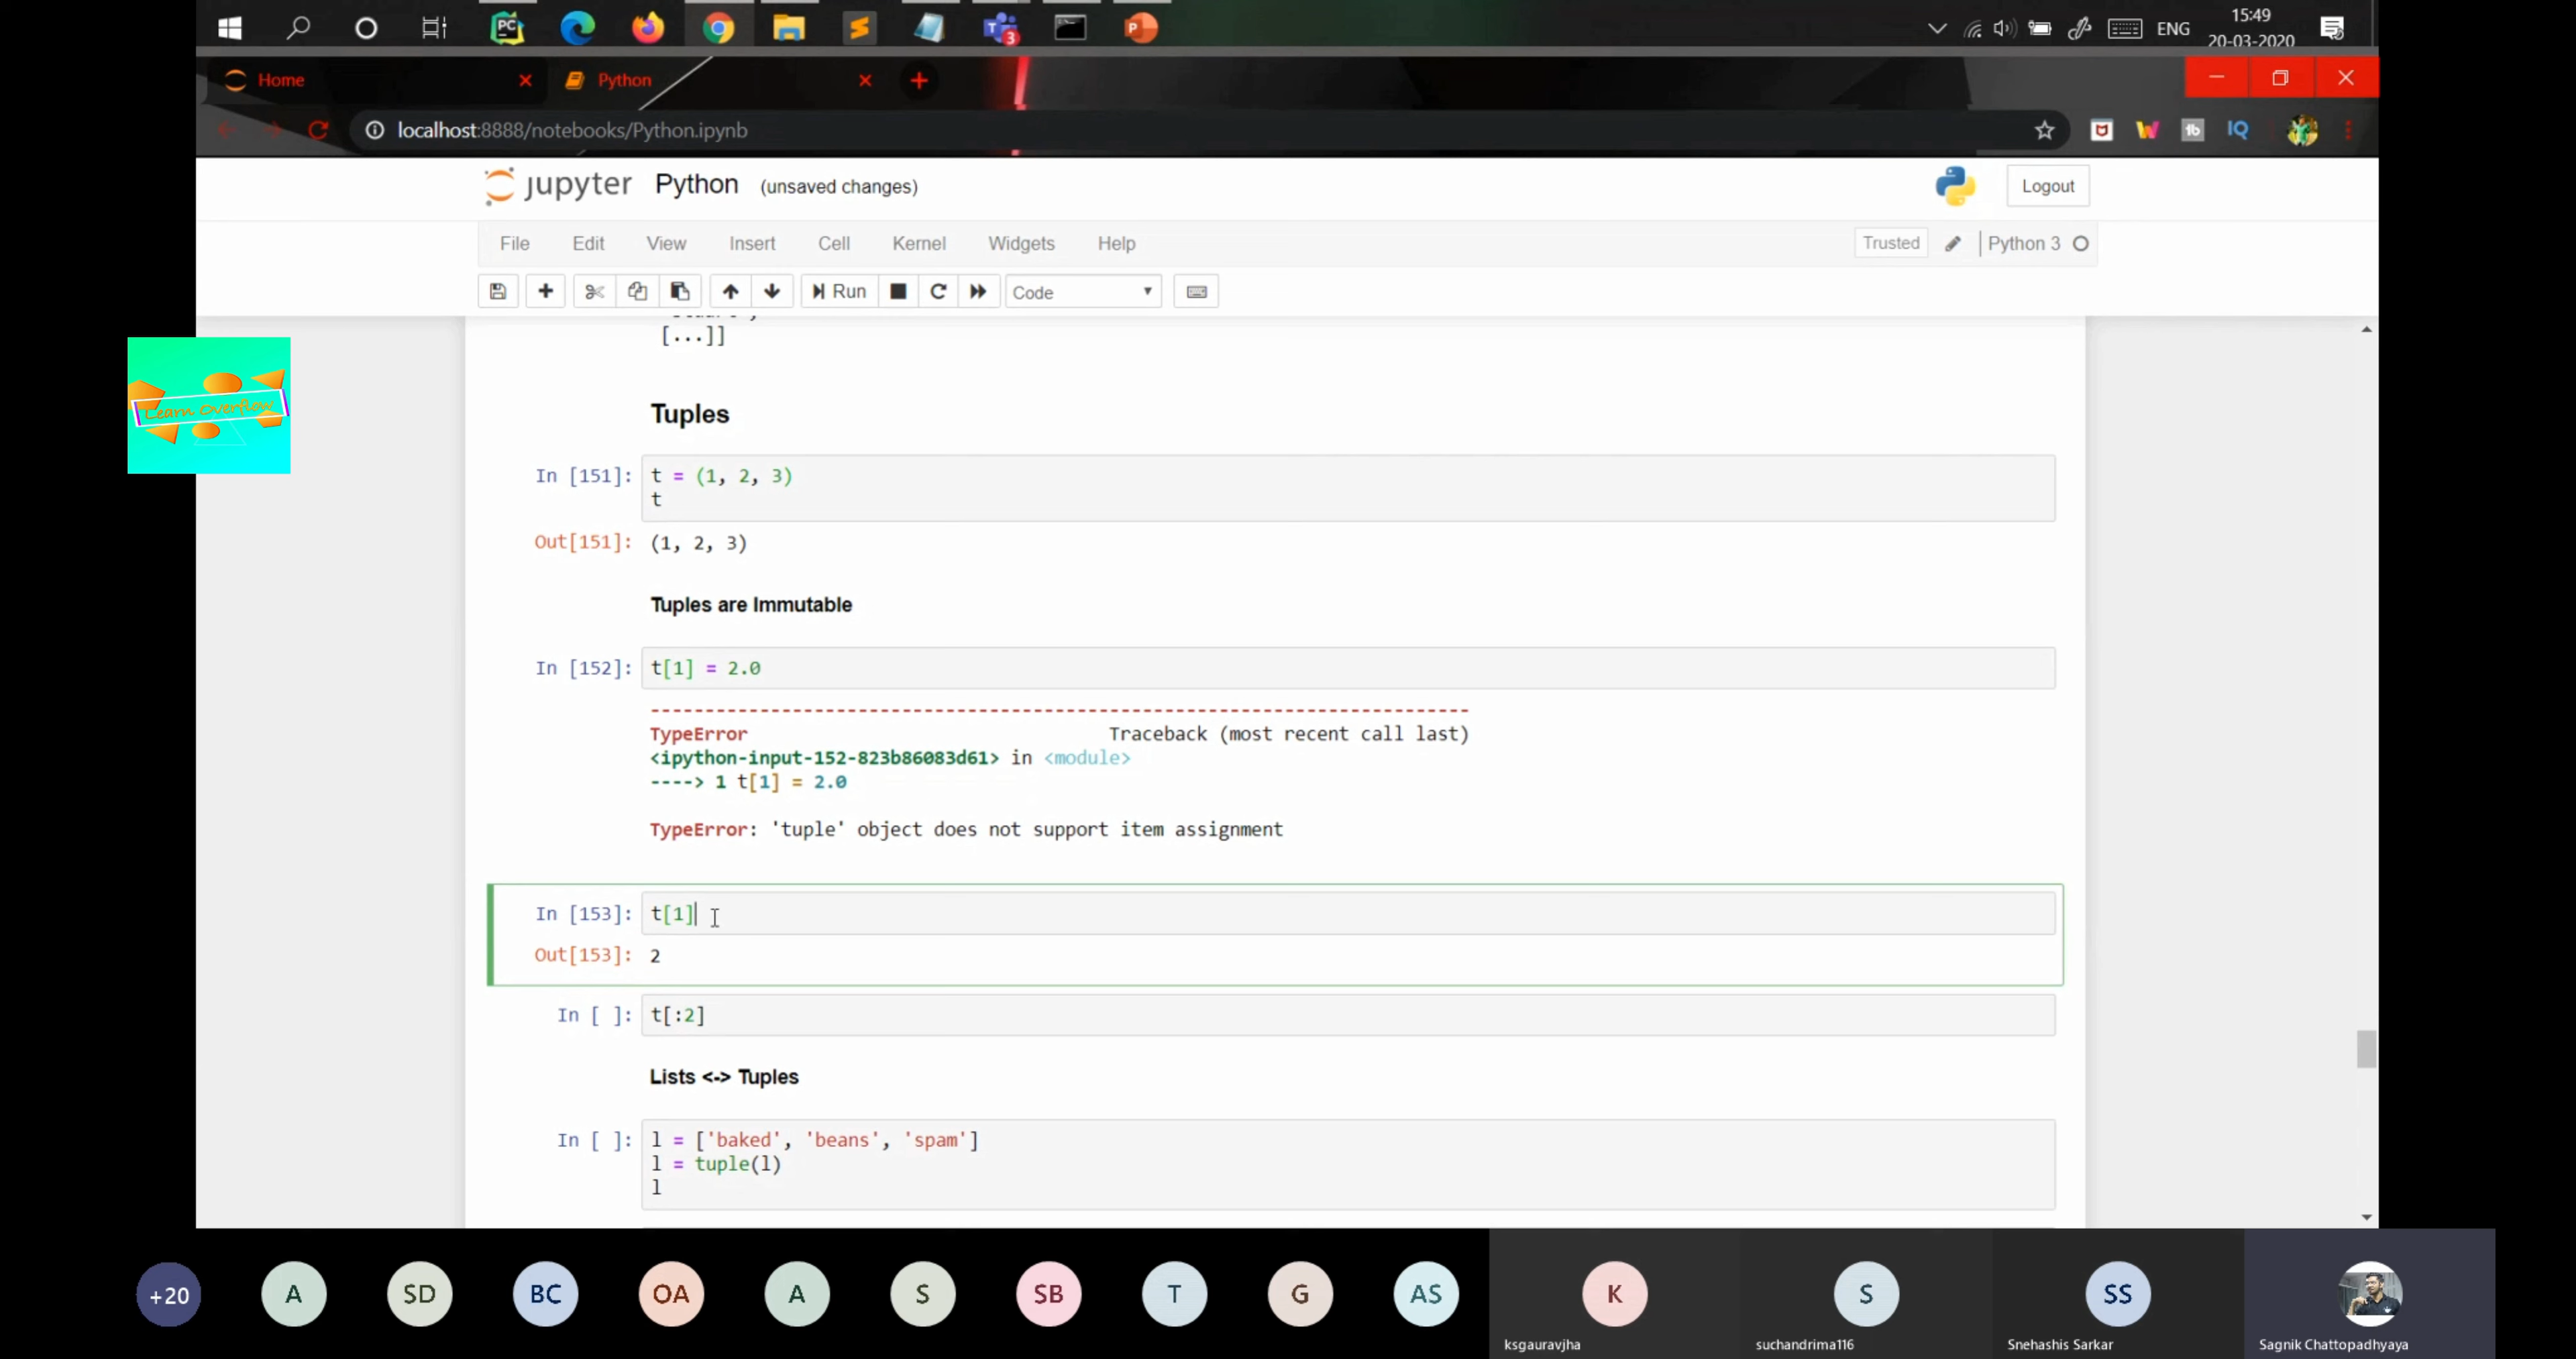 15:49
ENG
20-03-2020
Home
Python
localhost:8888/notebooks/Python.ipynb
IQ
jupyter Python (unsaved changes)
Logout
File Edit View Insert Cell Kernel Widgets Help
Trusted
Python 3
Run
Code
[...]]
Learn Overflow
Tuples
In [151]: t = (1, 2, 3)
t
Out[151]: (1, 2, 3)
Tuples are Immutable
In [152]: t[1] = 2.0
---------------------------------------------------------------------------
TypeError Traceback (most recent call last)
<ipython-input-152-823b86083d61> in <module>
----> 1 t[1] = 2.0
TypeError: 'tuple' object does not support item assignment
In [153]: t[1]
Out[153]: 2
In [ ]: t[:2]
Lists <-> Tuples
In [ ]: l = ['baked', 'beans', 'spam']
l = tuple(l)
l
+20 A SD BC OA A S SB T G AS K S SS
ksgauravjha suchandrima116 Snehashis Sarkar Sagnik Chattopadhyaya